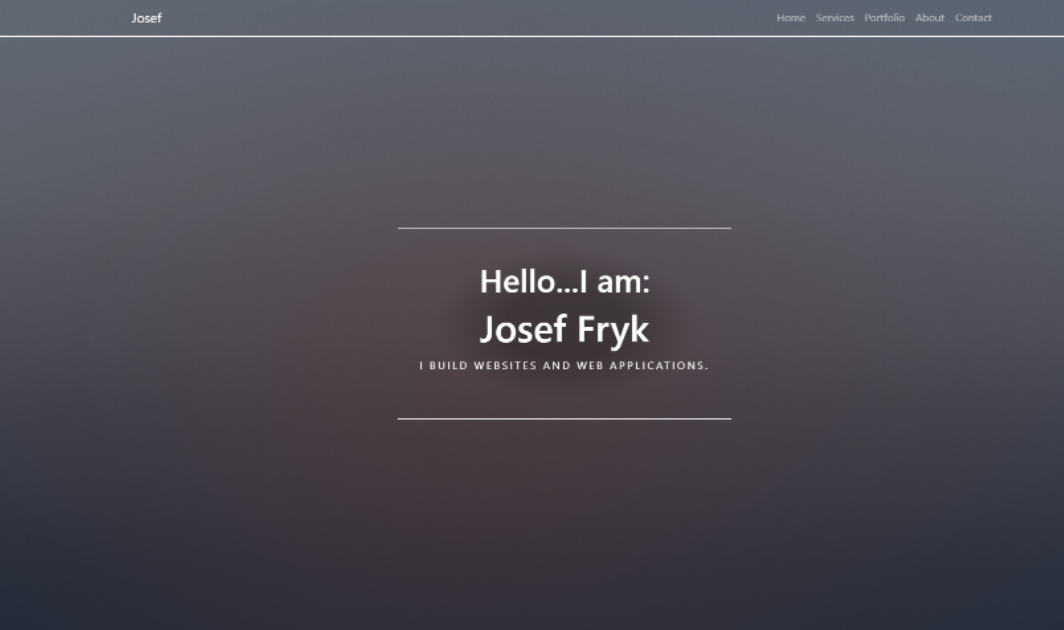 Josef
Home Services Portfolio About Contact
Hello...I am:
Josef Fryk
I BUILD WEBSITES AND WEB APPLICATIONS.